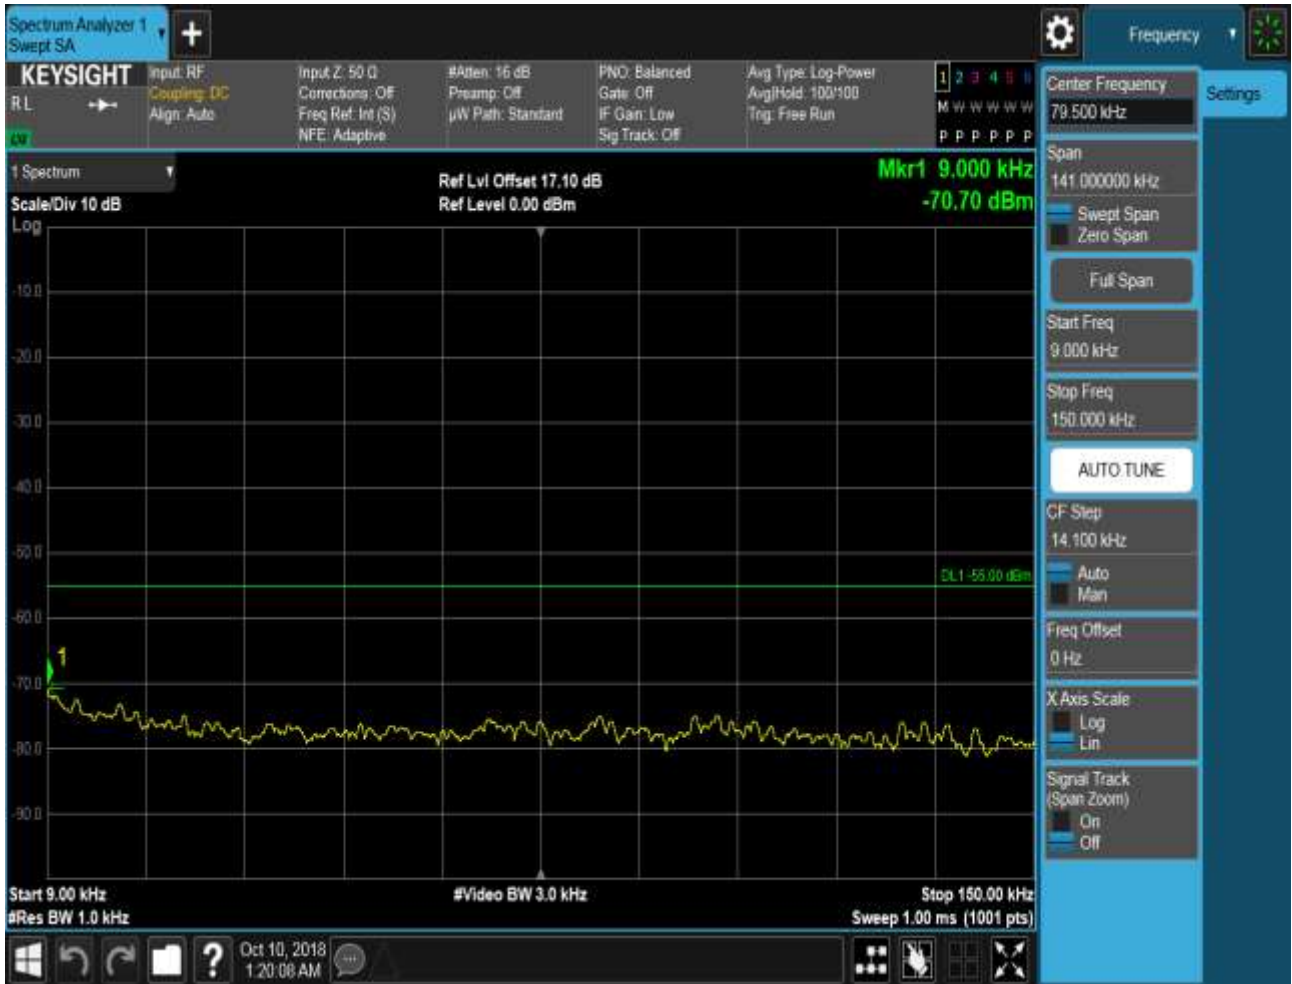 Spectrum Analyzer 1
Swept SA
+
Frequency
KEYSIGHT
R L
LW
Input: RF
Coupling: DC
Align: Auto
Input Z: 50 Ω
Corrections: Off
Freq Ref: Int (S)
NFE: Adaptive
#Atten: 16 dB
Preamp: Off
µW Path: Standard
PNO: Balanced
Gate: Off
IF Gain: Low
Sig Track: Off
Avg Type: Log-Power
Avg|Hold: 100/100
Trig: Free Run
1 2 3 4 5 6
M W W W W W
P P P P P P
1 Spectrum
Scale/Div 10 dB
Log
Ref Lvl Offset 17.10 dB
Ref Level 0.00 dBm
Mkr1 9.000 kHz
-70.70 dBm
-10.0
-20.0
-30.0
-40.0
-50.0
DL1 -55.00 dBm
-60.0
1
-70.0
-80.0
-90.0
Start 9.00 kHz
#Res BW 1.0 kHz
#Video BW 3.0 kHz
Stop 150.00 kHz
Sweep 1.00 ms (1001 pts)
Center Frequency
79.500 kHz
Span
141.000000 kHz
Swept Span
Zero Span
Full Span
Start Freq
9.000 kHz
Stop Freq
150.000 kHz
AUTO TUNE
CF Step
14.100 kHz
Auto
Man
Freq Offset
0 Hz
X Axis Scale
Log
Lin
Signal Track
(Span Zoom)
On
Off
Settings
?
Oct 10, 2018
1:20:08 AM